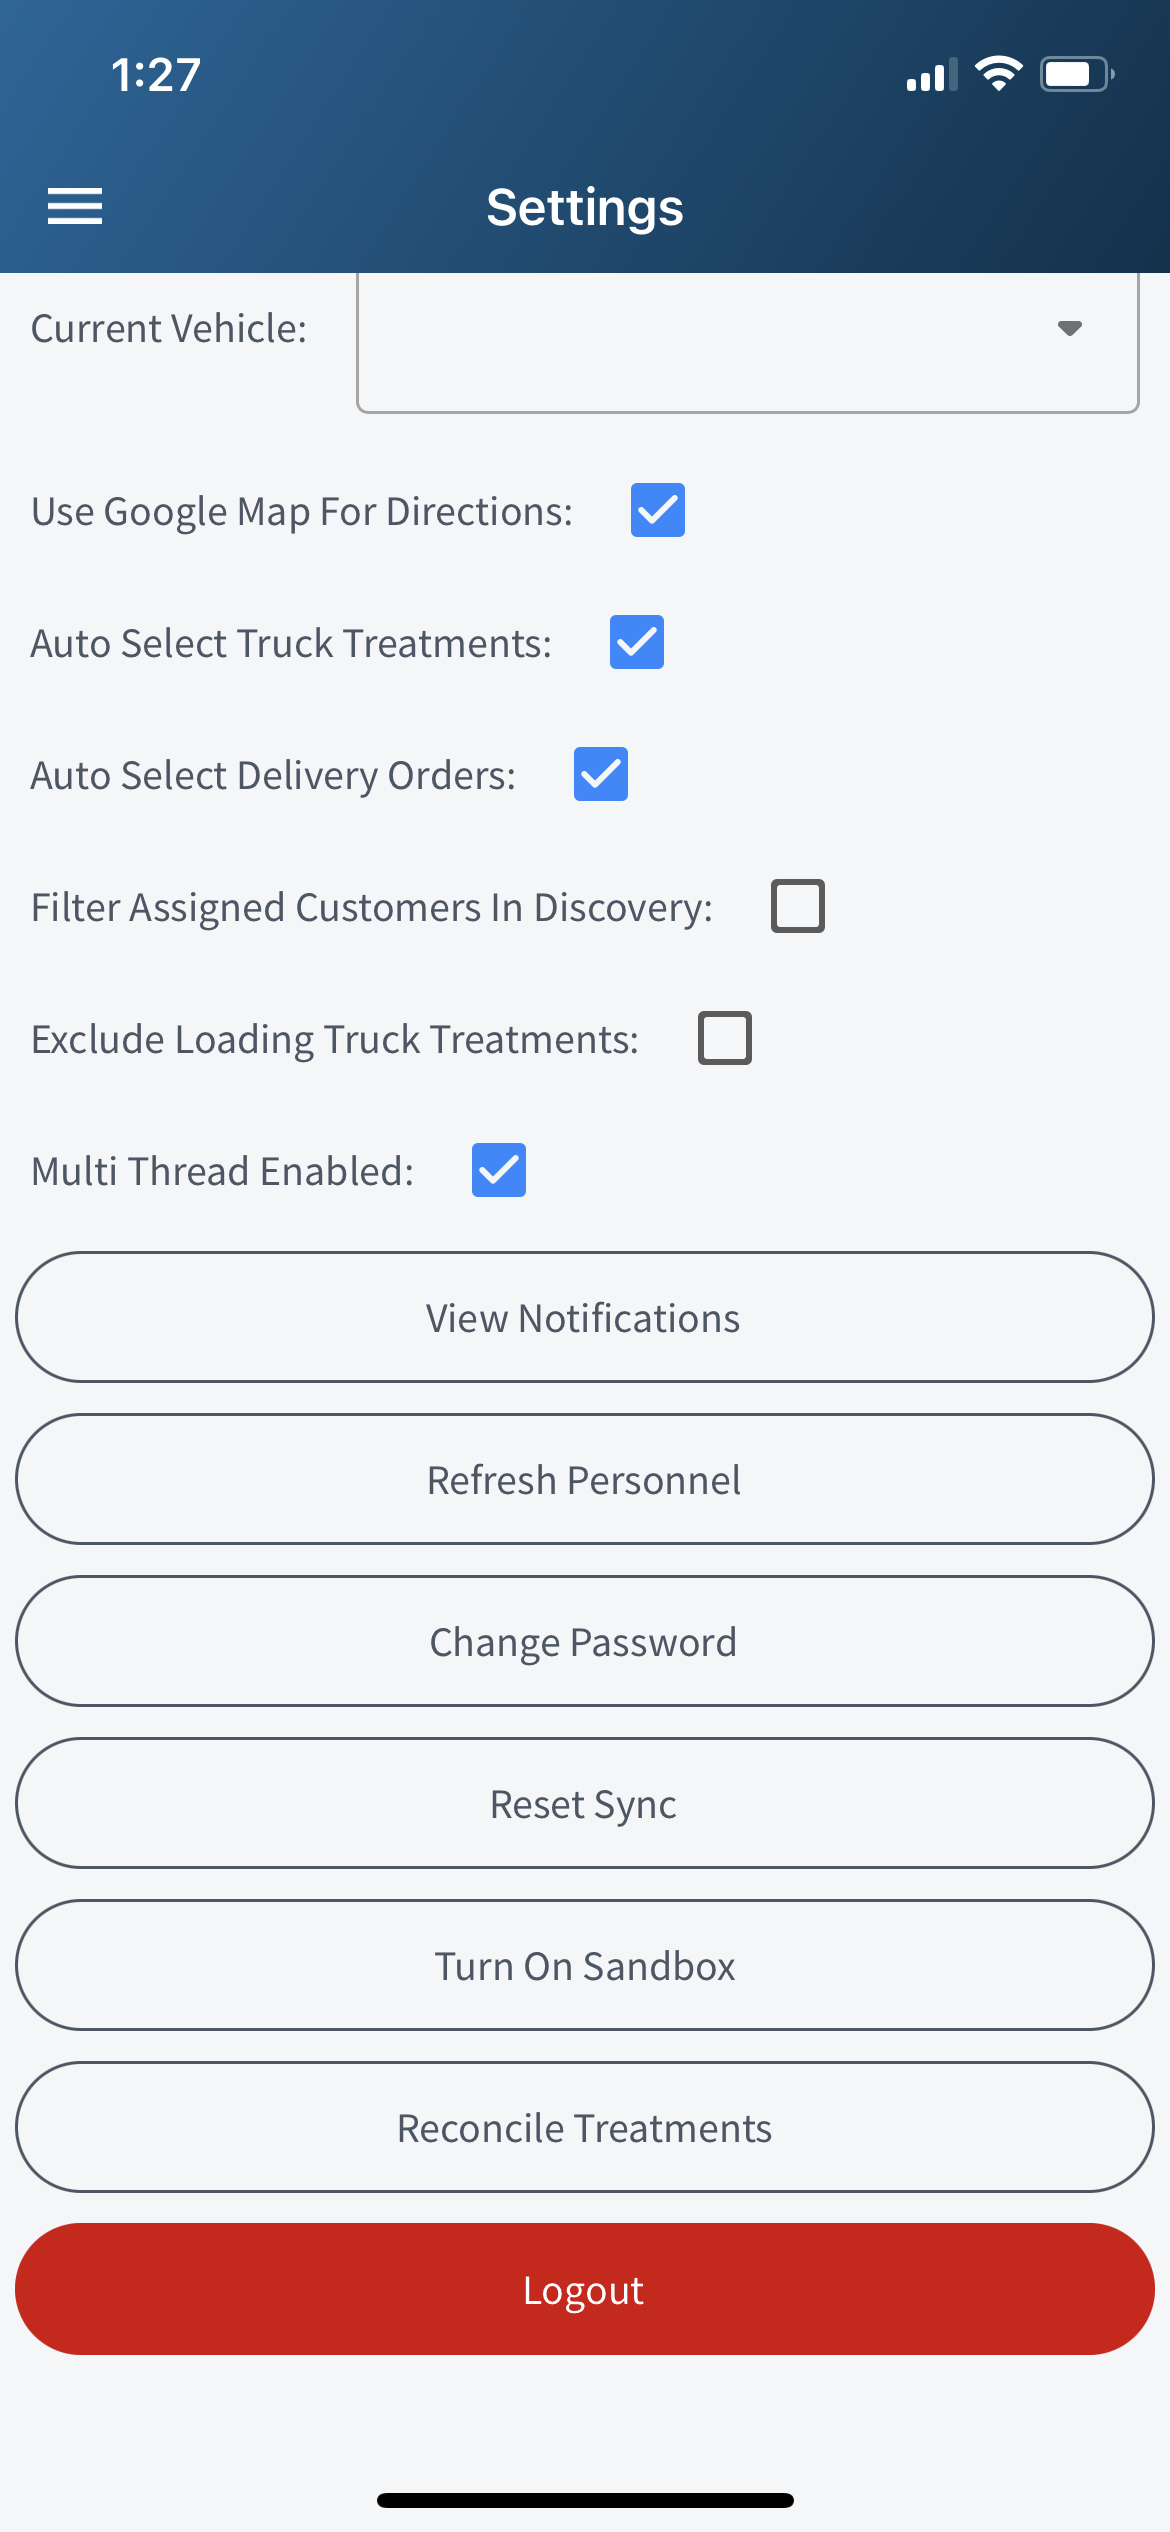 1:27
Settings
Current Vehicle:
Use Google Map For Directions:
Auto Select Truck Treatments:
Auto Select Delivery Orders:
Filter Assigned Customers In Discovery:
Exclude Loading Truck Treatments:
Multi Thread Enabled:
View Notifications
Refresh Personnel
Change Password
Reset Sync
Turn On Sandbox
Reconcile Treatments
Logout